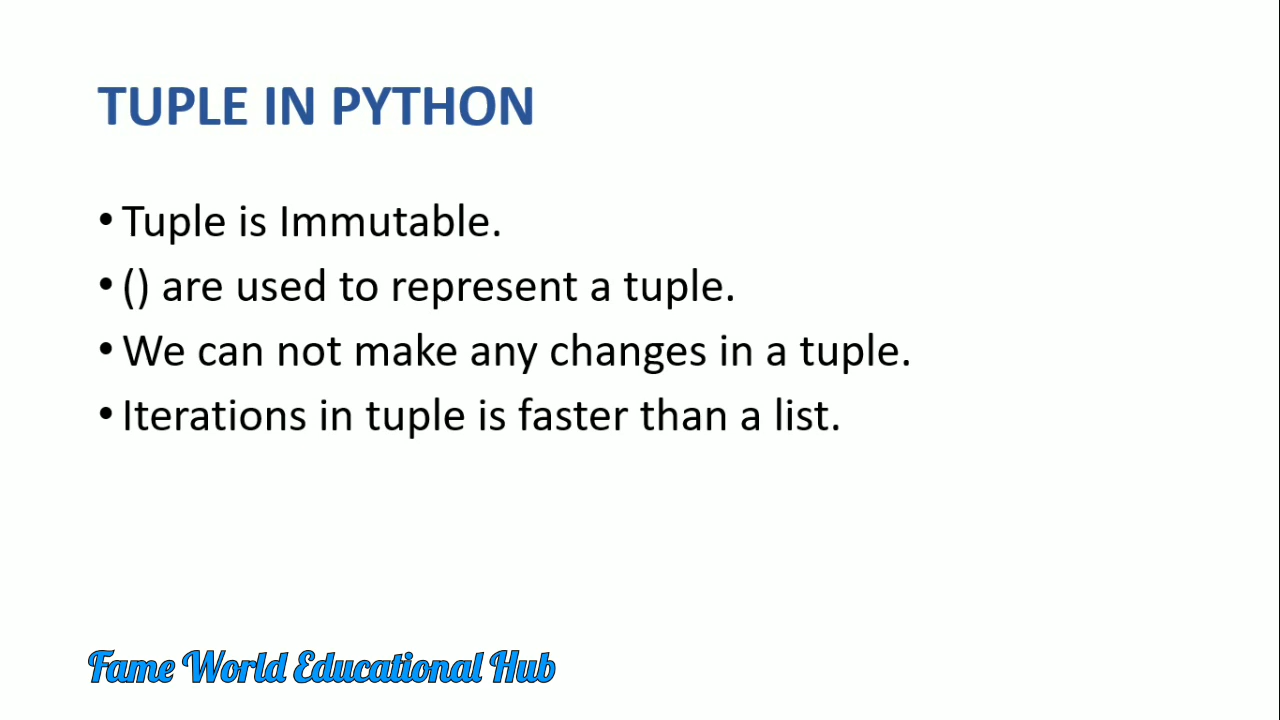 TUPLE IN PYTHON
• Tuple is Immutable.
• () are used to represent a tuple.
• We can not make any changes in a tuple.
• Iterations in tuple is faster than a list.
Fame World Educational Hub